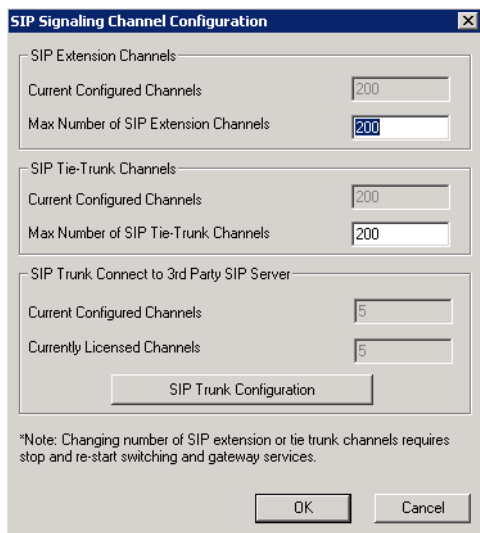 SIP Signaling Channel Configuration
SIP Extension Channels
Current Configured Channels 200
Max Number of SIP Extension Channels 200
SIP Tie-Trunk Channels
Current Configured Channels 200
Max Number of SIP Tie-Trunk Channels 200
SIP Trunk Connect to 3rd Party SIP Server
Current Configured Channels 5
Currently Licensed Channels 5
SIP Trunk Configuration
*Note: Changing number of SIP extension or tie trunk channels requires
stop and re-start switching and gateway services.
OK Cancel